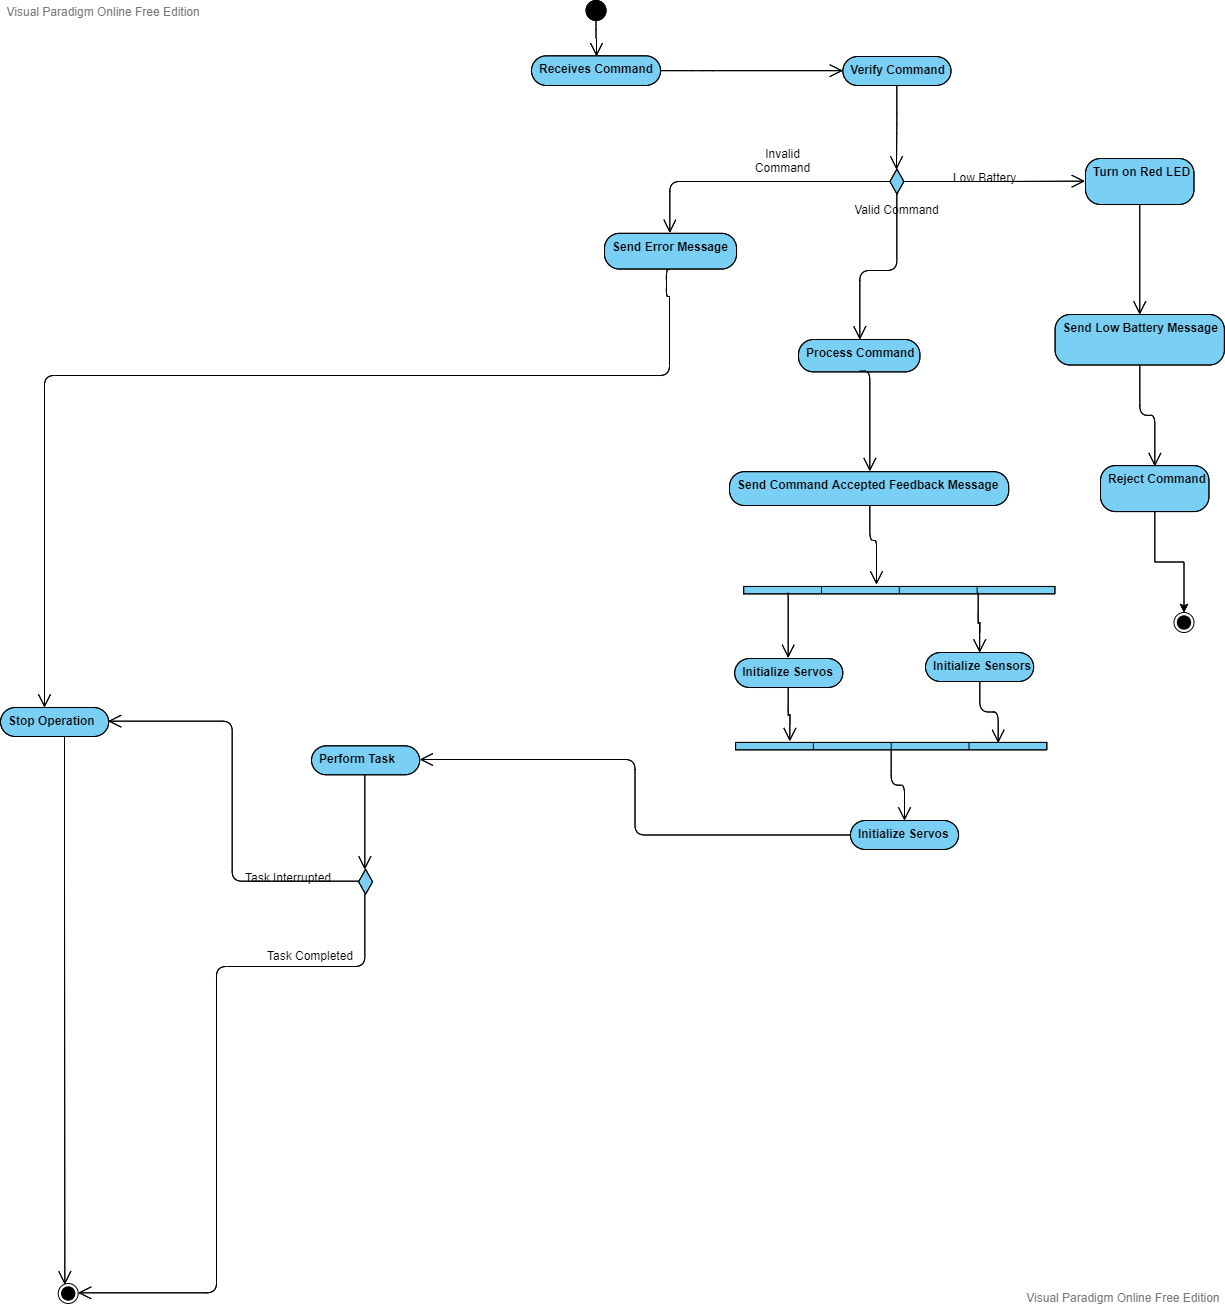 Visual Paradigm Online Free Edition
Receives Command
Verify Command
Invalid
Command
Low Battery
Turn on Red LED
Valid Command
Send Error Message
Send Low Battery Message
Process Command
Reject Command
Send Command Accepted Feedback Message
Initialize Servos
Initialize Sensors
Stop Operation
Perform Task
Initialize Servos
Task Interrupted
Task Completed
Visual Paradigm Online Free Edition